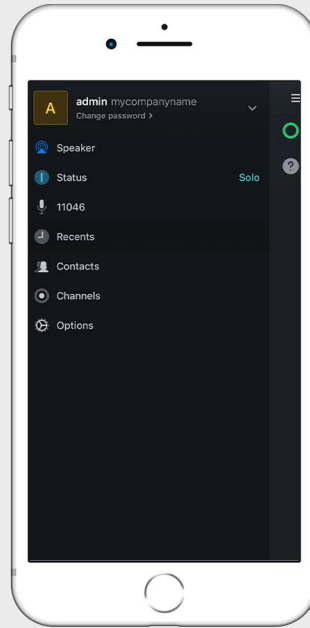 A
admin mycompanyname
Change password >
Speaker
Status Solo
11046
Recents
Contacts
Channels
Options
?